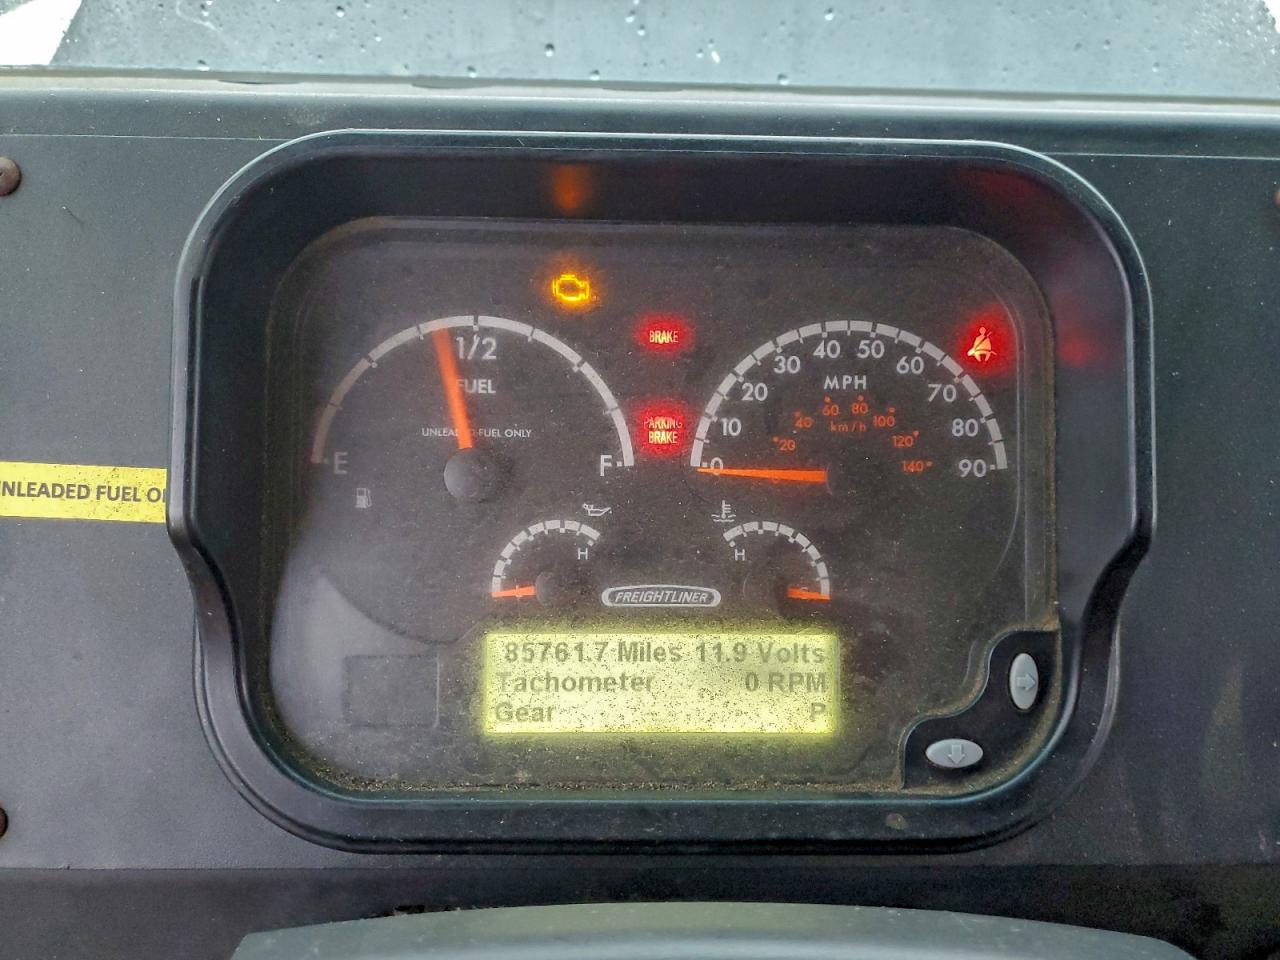 BRAKE
PARKING
BRAKE
1/2
FUEL
UNLEADED FUEL ONLY
E
F
0
10
20
30
40
50
60
70
80
90
MPH
20
40
60
80
100
120
140
km/h
NLEADED FUEL O
H
H
FREIGHTLINER
85761.7 Miles 11.9 Volts
Tachometer 0 RPM
Gear P